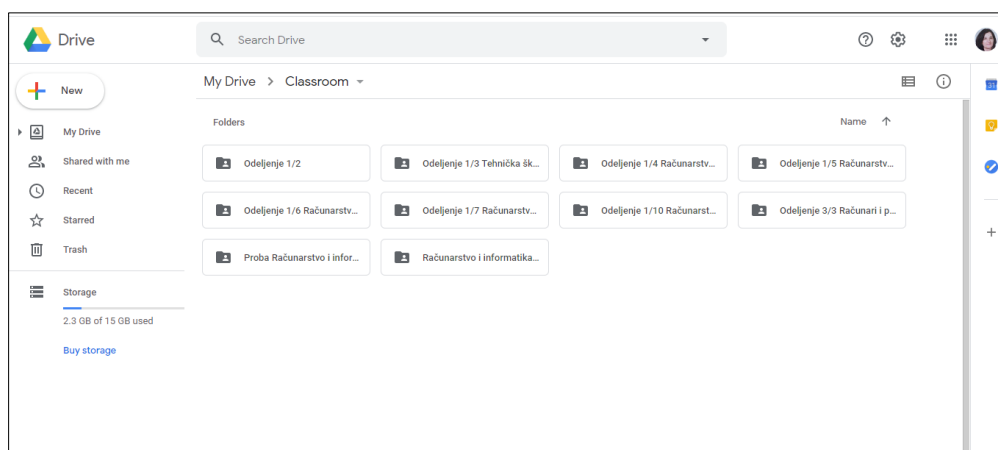 Drive
Search Drive
New
My Drive > Classroom
My Drive
Shared with me
Recent
Starred
Trash
Storage
2.3 GB of 15 GB used
Buy storage
Folders
Name
Odeljenje 1/2
Odeljenje 1/3 Tehnička šk...
Odeljenje 1/4 Računarstv...
Odeljenje 1/5 Računarstv...
Odeljenje 1/6 Računarstv...
Odeljenje 1/7 Računarstv...
Odeljenje 1/10 Računarst...
Odeljenje 3/3 Računari i p...
Proba Računarstvo i infor...
Računarstvo i informatika...
31